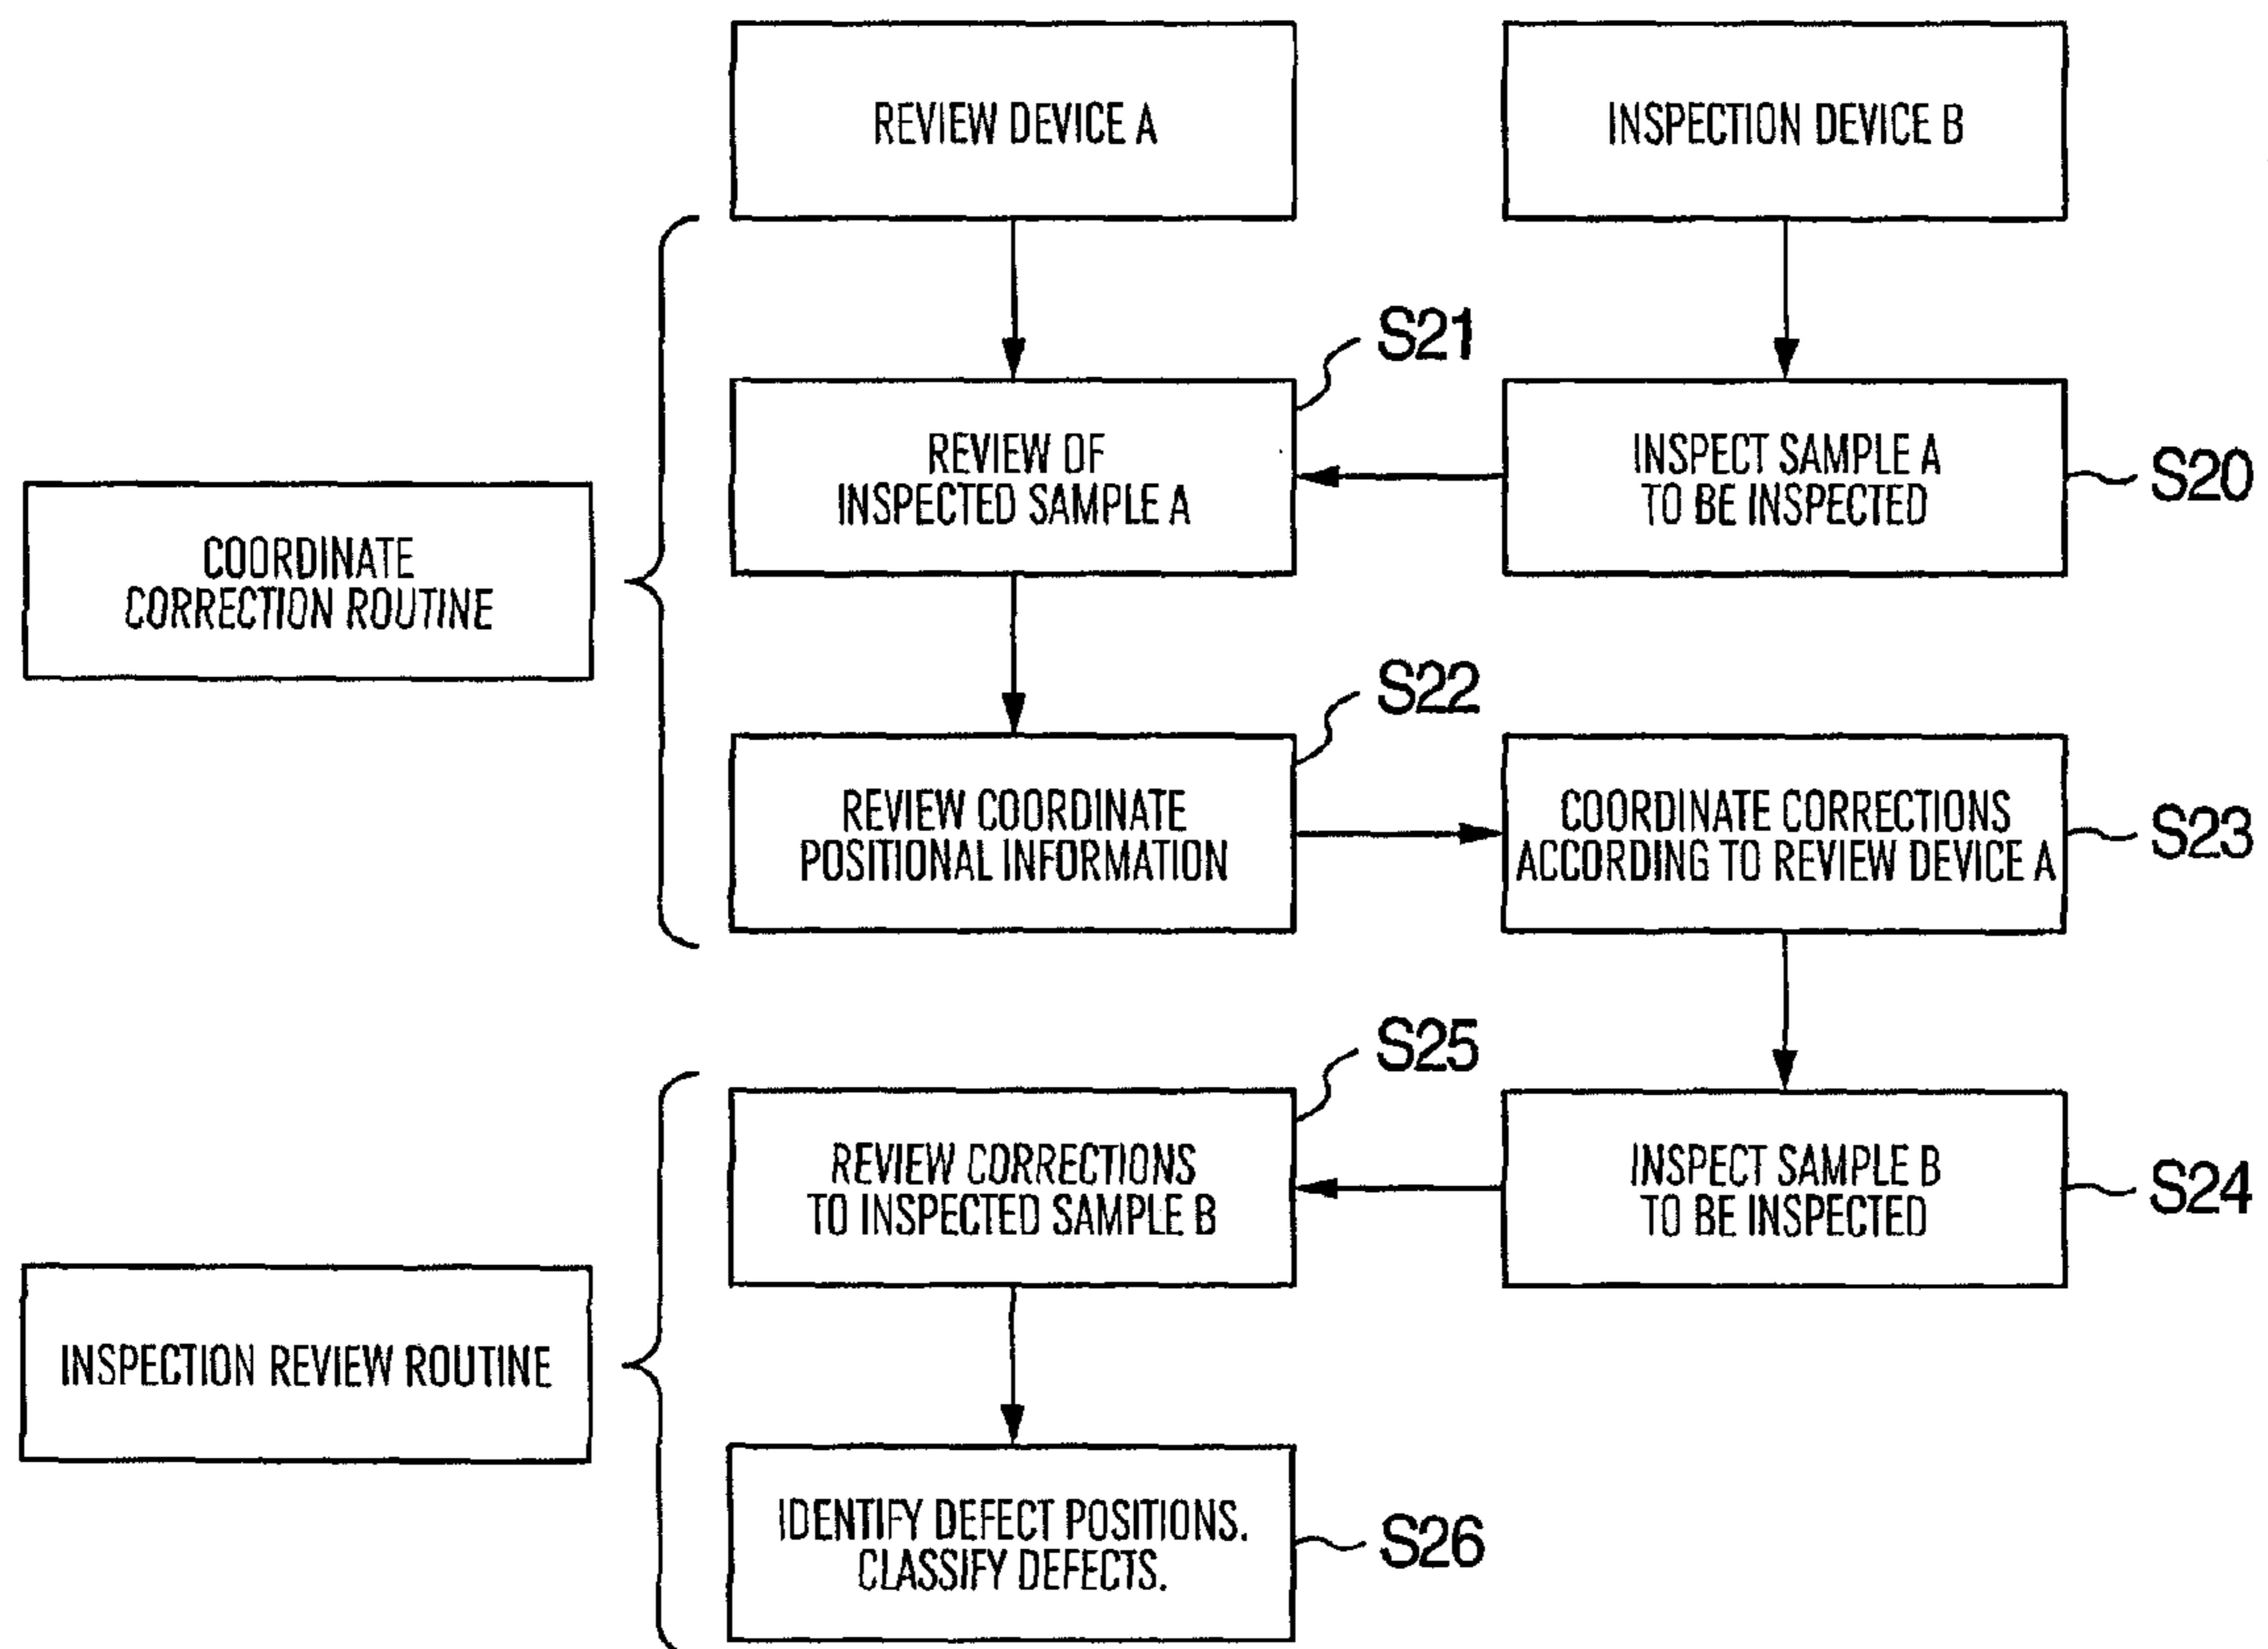 REVIEW DEVICE A
INSPECTION DEVICE B
S21
REVIEW OF
INSPECTED SAMPLE A
INSPECT SAMPLE A
TO BE INSPECTED
S20
COORDINATE
CORRECTION ROUTINE
S22
REVIEW COORDINATE
POSITIONAL INFORMATION
COORDINATE CORRECTIONS
ACCORDING TO REVIEW DEVICE A
S23
S25
REVIEW CORRECTIONS
TO INSPECTED SAMPLE B
INSPECT SAMPLE B
TO BE INSPECTED
S24
INSPECTION REVIEW ROUTINE
IDENTIFY DEFECT POSITIONS.
CLASSIFY DEFECTS.
S26